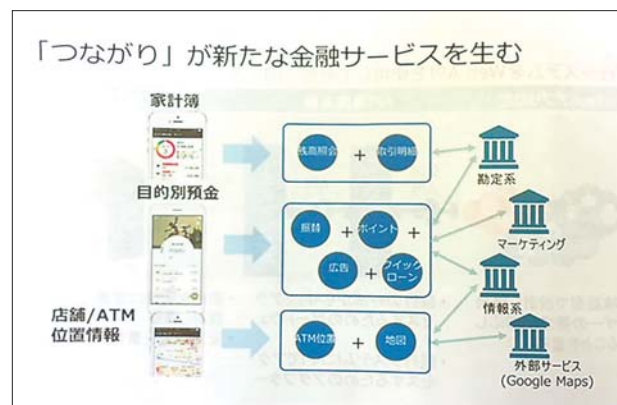 「つながり」が新たな金融サービスを生む
家計簿
残高照会 + 取引明細
勘定系
目的別預金
振替 + ポイント +
広告 + クイック
ローン
マーケティング
情報系
店舗/ATM
位置情報
ATM位置 + 地図
外部サービス
(Google Maps)